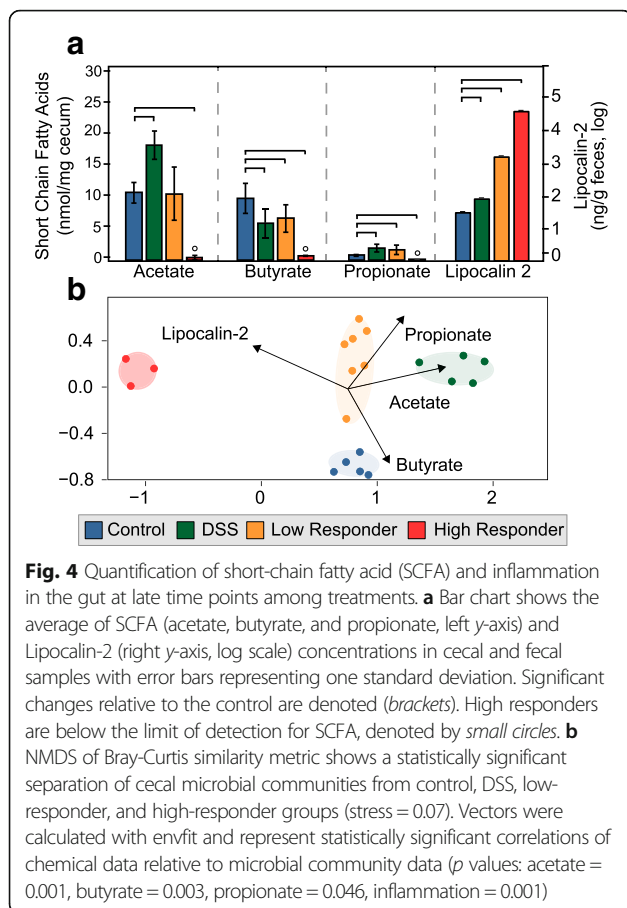 a
30
25
20
15
10
5
0
Short Chain Fatty Acids
(nmol/mg cecum)
5
4
3
2
1
0
Lipocalin-2
(ng/g feces, log)
Acetate Butyrate Propionate Lipocalin 2
b
0.4
0.0
−0.4
−0.8
Lipocalin-2
Propionate
Acetate
Butyrate
−1 0 1 2
Control DSS Low Responder High Responder
Fig. 4 Quantification of short-chain fatty acid (SCFA) and inflammation
in the gut at late time points among treatments. a Bar chart shows the
average of SCFA (acetate, butyrate, and propionate, left y-axis) and
Lipocalin-2 (right y-axis, log scale) concentrations in cecal and fecal
samples with error bars representing one standard deviation. Significant
changes relative to the control are denoted (brackets). High responders
are below the limit of detection for SCFA, denoted by small circles. b
NMDS of Bray-Curtis similarity metric shows a statistically significant
separation of cecal microbial communities from control, DSS, low-
responder, and high-responder groups (stress = 0.07). Vectors were
calculated with envfit and represent statistically significant correlations of
chemical data relative to microbial community data (p values: acetate =
0.001, butyrate = 0.003, propionate = 0.046, inflammation = 0.001)